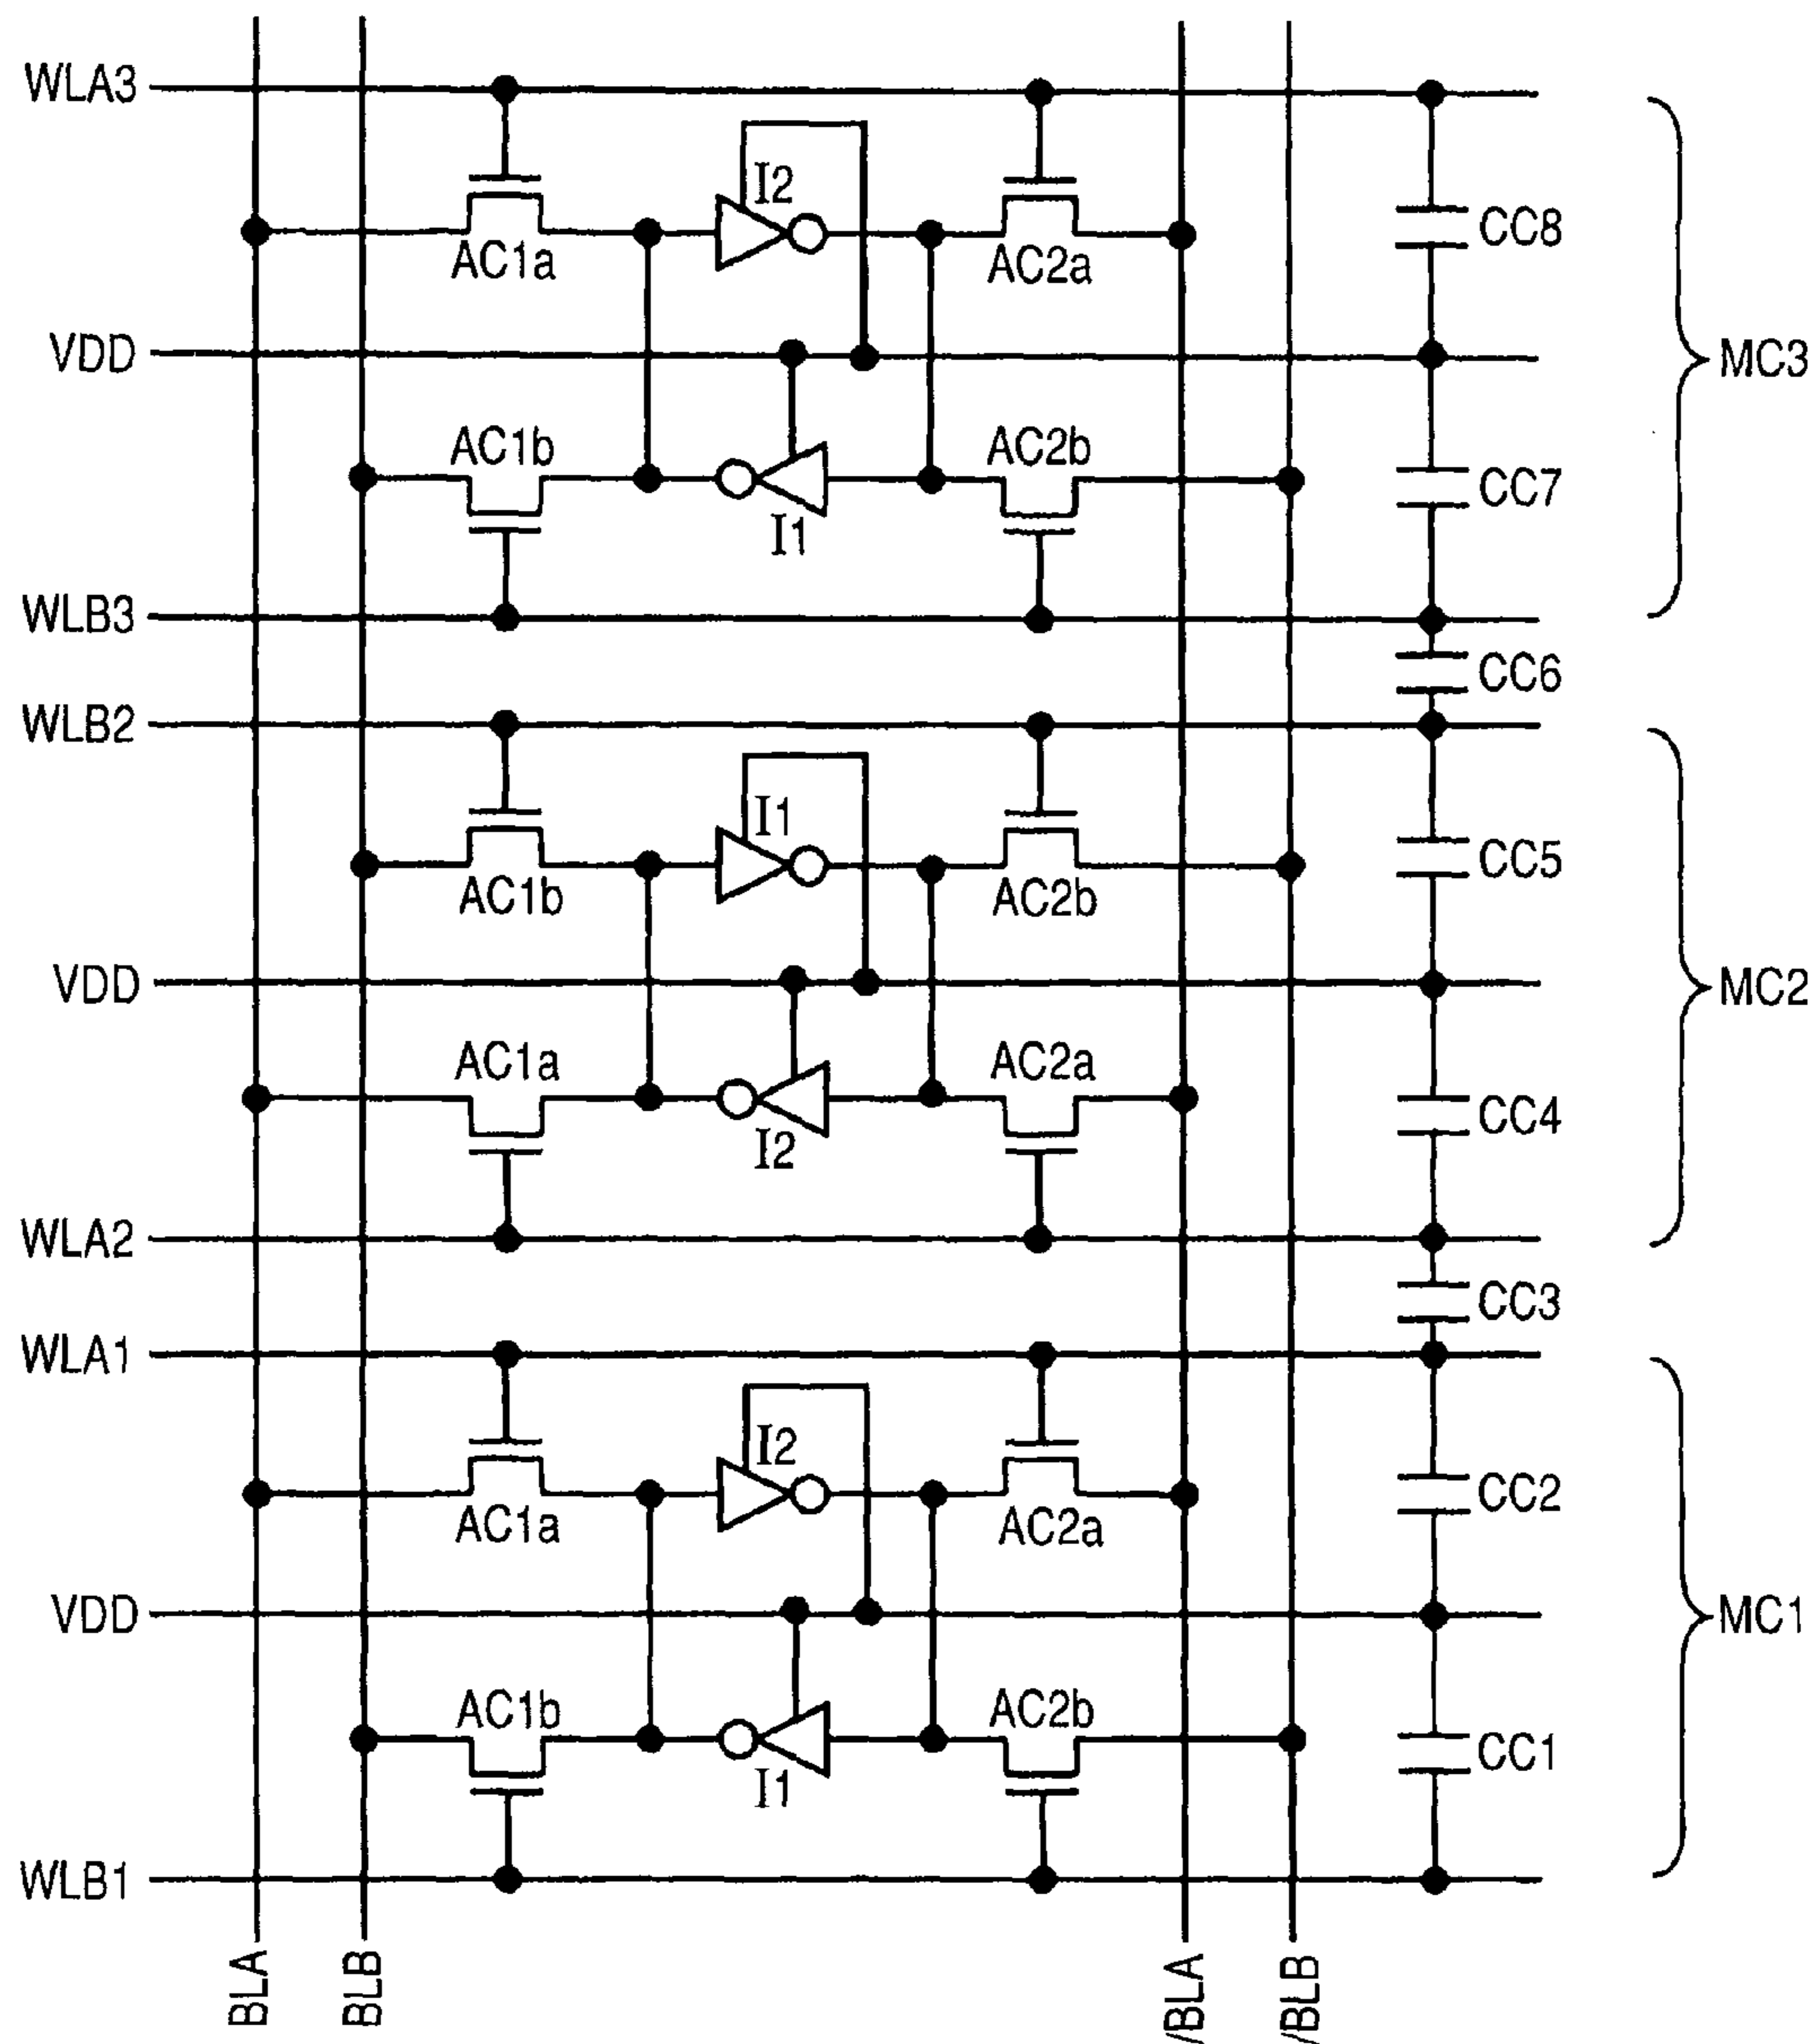 WLA3
I2
AC1a
AC2a
CC8
VDD
MC3
AC1b
AC2b
CC7
I1
WLB3
CC6
WLB2
I1
AC1b
AC2b
CC5
VDD
MC2
AC1a
AC2a
CC4
I2
WLA2
CC3
WLA1
I2
AC1a
AC2a
CC2
VDD
MC1
AC1b
AC2b
CC1
I1
WLB1
BLA
BLB
/BLA
/BLB